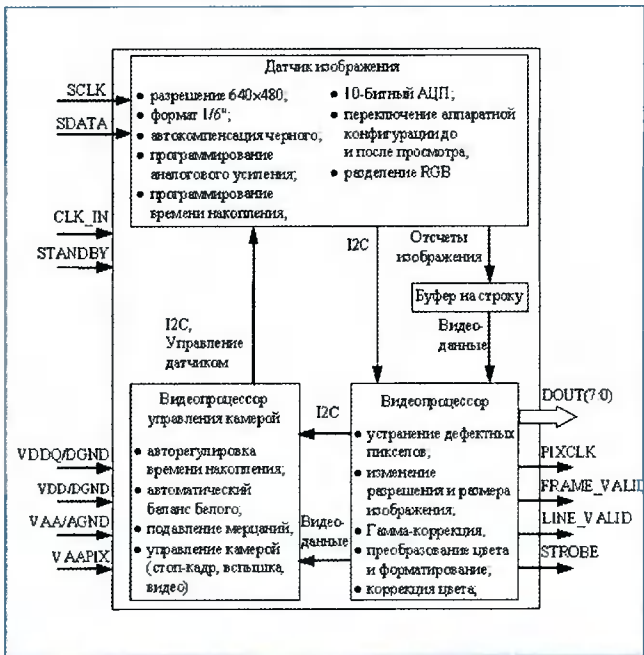 Датчик изображения
• разрешение 640×480;
• формат 1/6";
• автокомпенсация черного;
• программирование
аналогового усиления;
• программирование
времени накопления,
• 10-Битный АЦП;
• переключение аппаратной
конфигурации до
и после просмотра,
• разделение RGB
SCLK
SDATA
CLK_IN
STANDBY
I2C
Отсчеты
изображения
Буфер на строку
Видео-
данные
I2C,
Управление
датчиком
Видеопроцессор
управления камерой
• авторегулировка
времени накопления;
• автоматический
баланс белого;
• подавление мерцаний,
• управление камерой
(стоп-кадр, вспышка,
видео)
I2C
Видео-
данные
Видеопроцессор
• устранение дефектных
пикселов;
• изменение
разрешения и размера
изображения;
• Гамма-коррекция,
• преобразование цвета
и форматирование;
• коррекция цвета;
VDDQ/DGND
VDD/DGND
VAA/AGND
VAAPIX
DOUT(7:0)
PIXCLK
FRAME_VALID
LINE_VALID
STROBE